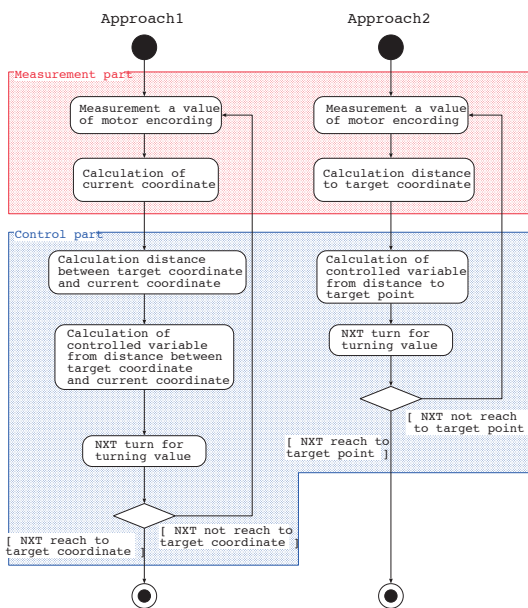 Approach1
Approach2
Measurement part
Measurement a value
of motor encording
Measurement a value
of motor encording
Calculation of
current coordinate
Calculation distance
to target coordinate
Control part
Calculation distance
between target coordinate
and current coordinate
Calculation of
controlled variable
from distance to
target point
Calculation of
controlled variable
from distance between
target coordinate
and current coordinate
NXT turn for
turning value
[ NXT not reach
to target point ]
[ NXT reach to
target point ]
NXT turn for
turning value
[ NXT reach to
target coordinate ]
[ NXT not reach to
target coordinate ]